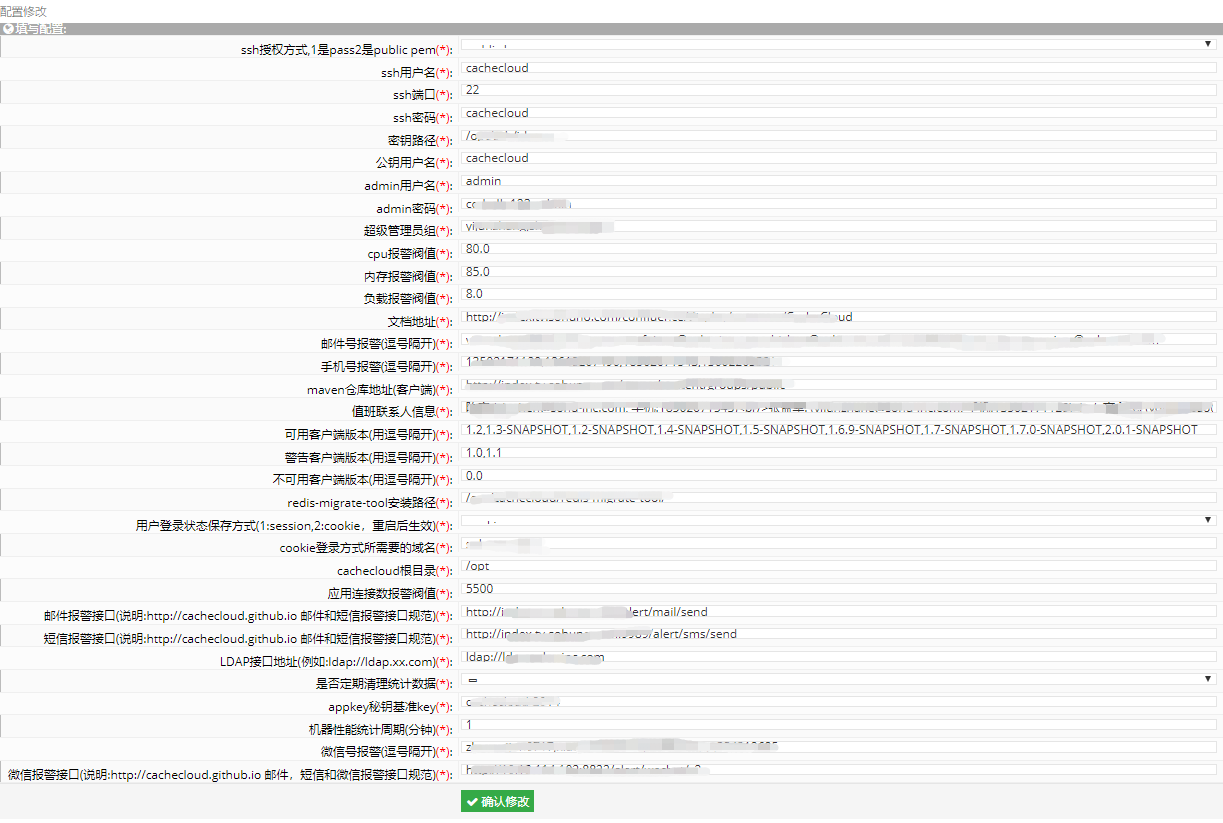 配置修改
填写配置:
ssh授权方式,1是pass2是public pem(*):
ssh用户名(*): cachecloud
ssh端口(*): 22
ssh密码(*): cachecloud
密钥路径(*):
公钥用户名(*): cachecloud
admin用户名(*): admin
admin密码(*):
超级管理员组(*):
cpu报警阀值(*): 80.0
内存报警阀值(*): 85.0
负载报警阀值(*): 8.0
文档地址(*): http://
邮件号报警(逗号隔开)(*):
手机号报警(逗号隔开)(*):
maven仓库地址(客户端)(*):
值班联系人信息(*):
可用客户端版本(用逗号隔开)(*): 1.2,1.3-SNAPSHOT,1.2-SNAPSHOT,1.4-SNAPSHOT,1.5-SNAPSHOT,1.6.9-SNAPSHOT,1.7-SNAPSHOT,1.7.0-SNAPSHOT,2.0.1-SNAPSHOT
警告客户端版本(用逗号隔开)(*): 1.0,1.1
不可用客户端版本(用逗号隔开)(*): 0.0
redis-migrate-tool安装路径(*):
用户登录状态保存方式(1:session,2:cookie，重启后生效)(*):
cookie登录方式所需要的域名(*):
cachecloud根目录(*): /opt
应用连接数报警阀值(*): 5500
邮件报警接口(说明:http://cachecloud.github.io 邮件和短信报警接口规范)(*): http:// /mail/send
短信报警接口(说明:http://cachecloud.github.io 邮件和短信报警接口规范)(*): http:// /alert/sms/send
LDAP接口地址(例如:ldap://ldap.xx.com)(*): ldap://
是否定期清理统计数据(*):
appkey秘钥基准key(*):
机器性能统计周期(分钟)(*): 1
微信号报警(逗号隔开)(*):
微信报警接口(说明:http://cachecloud.github.io 邮件，短信和微信报警接口规范)(*):
确认修改